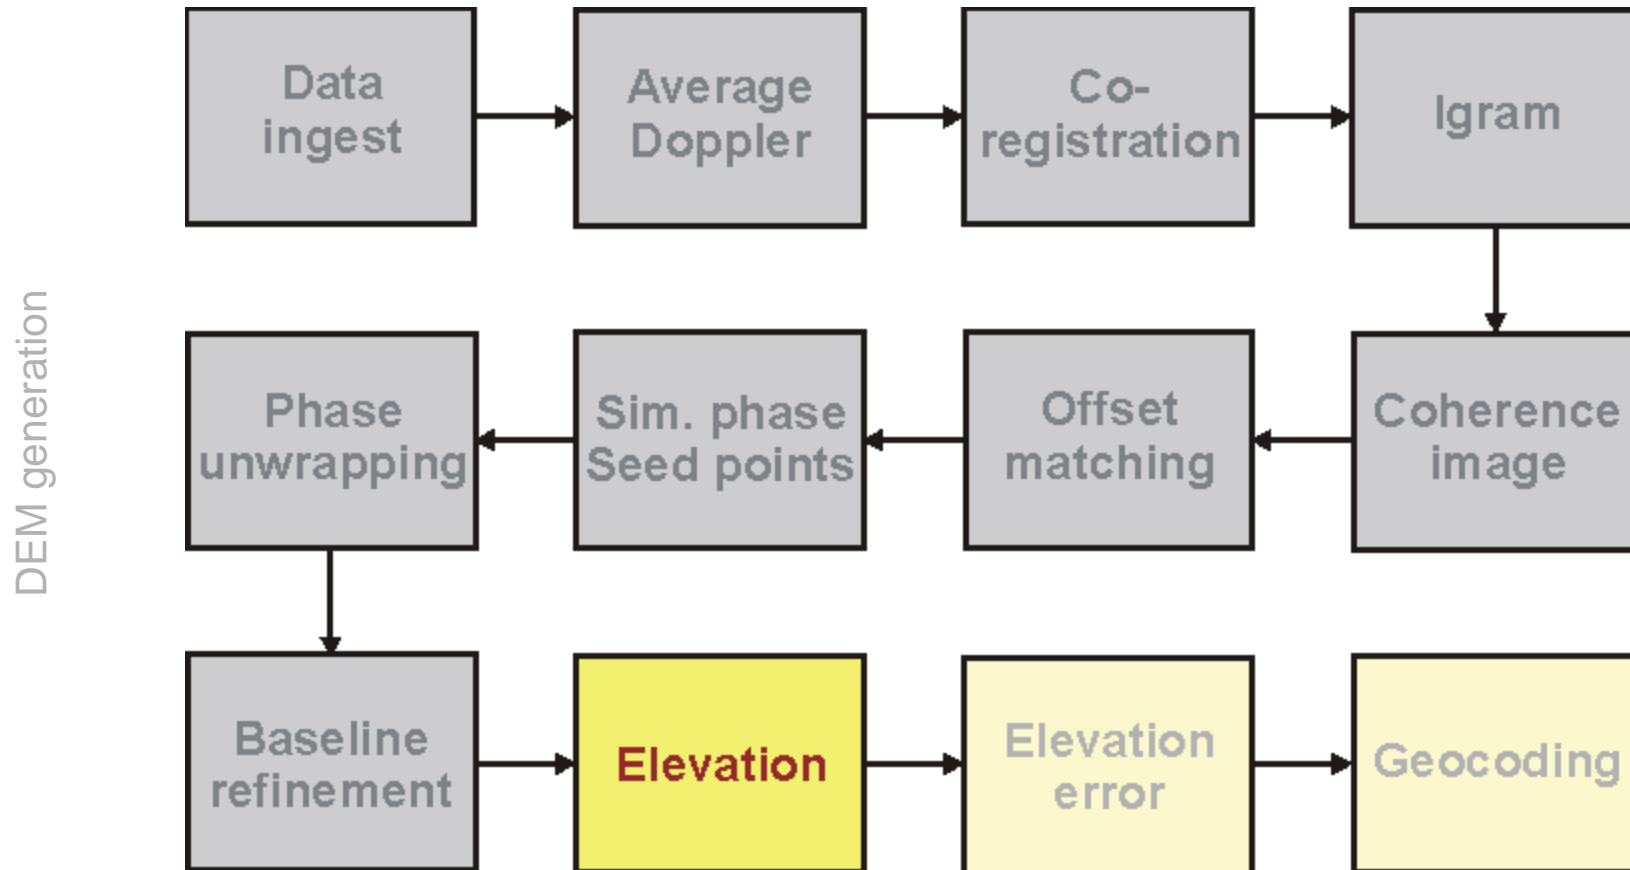 DEM generation
Data
ingest
Average
Doppler
Co-
registration
Igram
Coherence
image
Offset
matching
Sim. phase
Seed points
Phase
unwrapping
Baseline
refinement
Elevation
Elevation
error
Geocoding